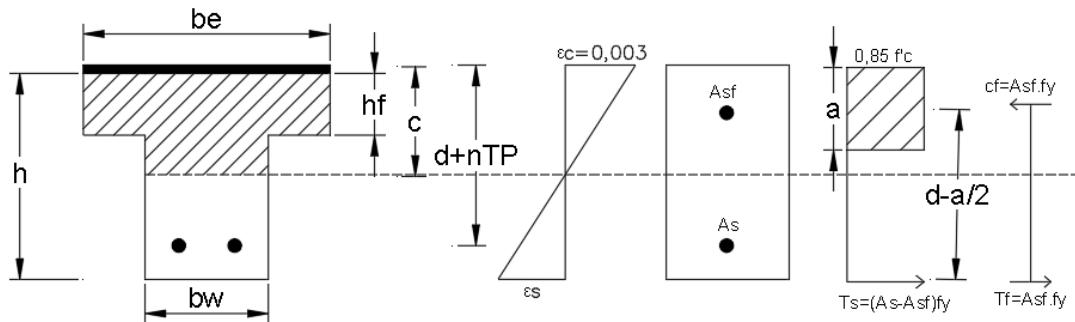 be
εc=0,003
0,85 f'c
Asf
cf=Asf.fy
hf
a
c
h
d+nTP
d-a/2
As
bw
εs
Ts=(As-Asf)fy
Tf=Asf.fy